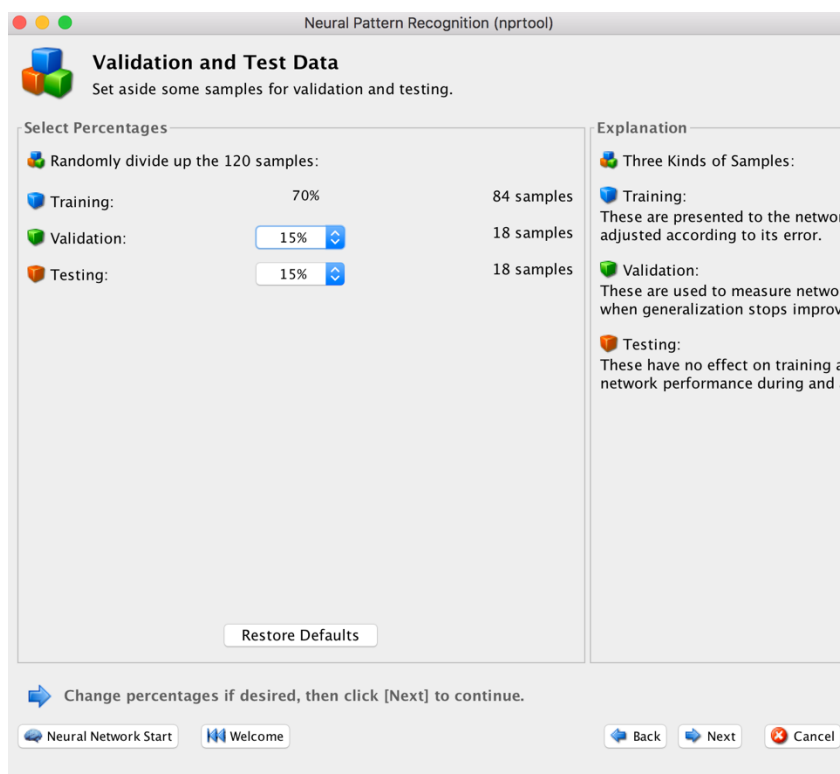 Neural Pattern Recognition (nprtool)
Validation and Test Data
Set aside some samples for validation and testing.
Select Percentages
Randomly divide up the 120 samples:
Training: 70% 84 samples
Validation: 15% 18 samples
Testing: 15% 18 samples
Restore Defaults
Explanation
Three Kinds of Samples:
Training:
These are presented to the
adjusted according to its error.
Validation:
These are used to measure
when generalization stops
Testing:
These have no effect on training
network performance during and
Change percentages if desired, then click [Next] to continue.
Neural Network Start Welcome Back Next Cancel